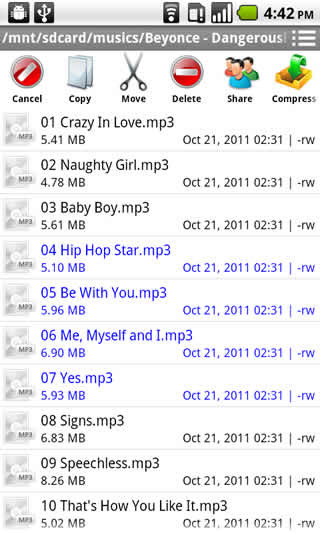 4:42 PM
/mnt/sdcard/musics/Beyonce - Dangerousl
Cancel Copy Move Delete Share Compress
MP3 01 Crazy In Love.mp3
5.41 MB Oct 21, 2011 02:31 | -rw
MP3 02 Naughty Girl.mp3
4.78 MB Oct 21, 2011 02:31 | -rw
MP3 03 Baby Boy.mp3
5.61 MB Oct 21, 2011 02:31 | -rw
MP3 04 Hip Hop Star.mp3
5.10 MB Oct 21, 2011 02:31 | -rw
MP3 05 Be With You.mp3
5.96 MB Oct 21, 2011 02:31 | -rw
MP3 06 Me, Myself and I.mp3
6.90 MB Oct 21, 2011 02:31 | -rw
MP3 07 Yes.mp3
5.93 MB Oct 21, 2011 02:31 | -rw
MP3 08 Signs.mp3
6.83 MB Oct 21, 2011 02:31 | -rw
MP3 09 Speechless.mp3
8.26 MB Oct 21, 2011 02:31 | -rw
MP3 10 That's How You Like It.mp3
5.02 MB Oct 21, 2011 02:31 | -rw